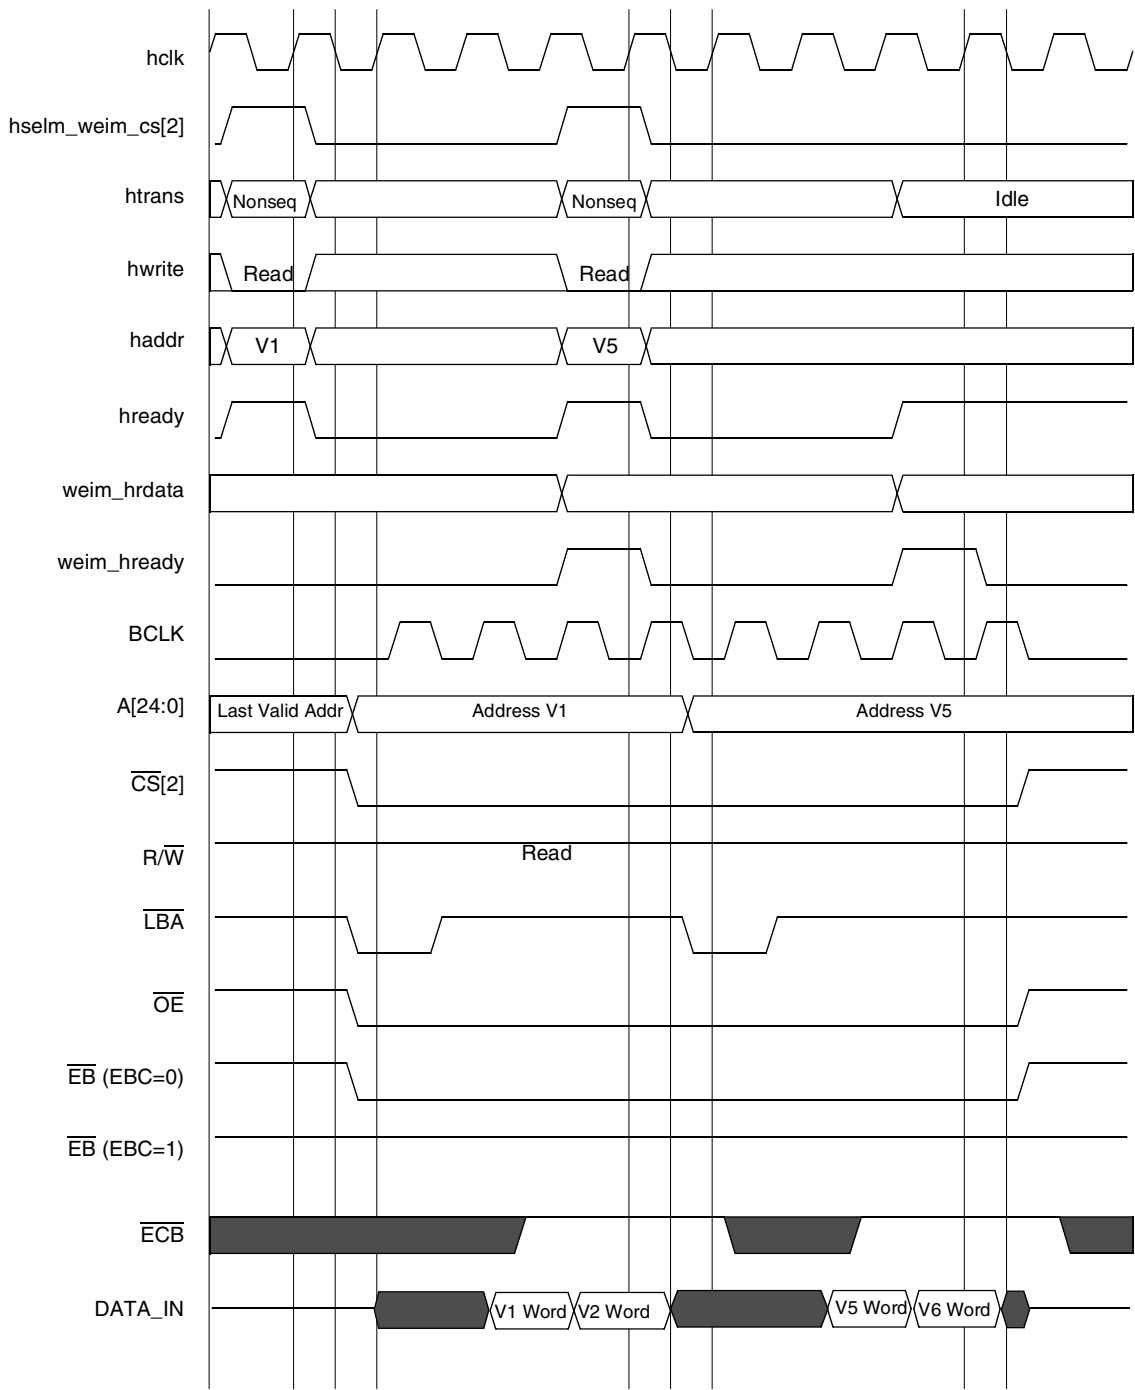 hclk
hselm_weim_cs[2]
htrans
Nonseq
Nonseq
Idle
hwrite
Read
Read
haddr
V1
V5
hready
weim_hrdata
weim_hready
BCLK
A[24:0]
Last Valid Addr
Address V1
Address V5
CS[2]
R/W
Read
LBA
OE
EB (EBC=0)
EB (EBC=1)
ECB
DATA_IN
V1 Word
V2 Word
V5 Word
V6 Word